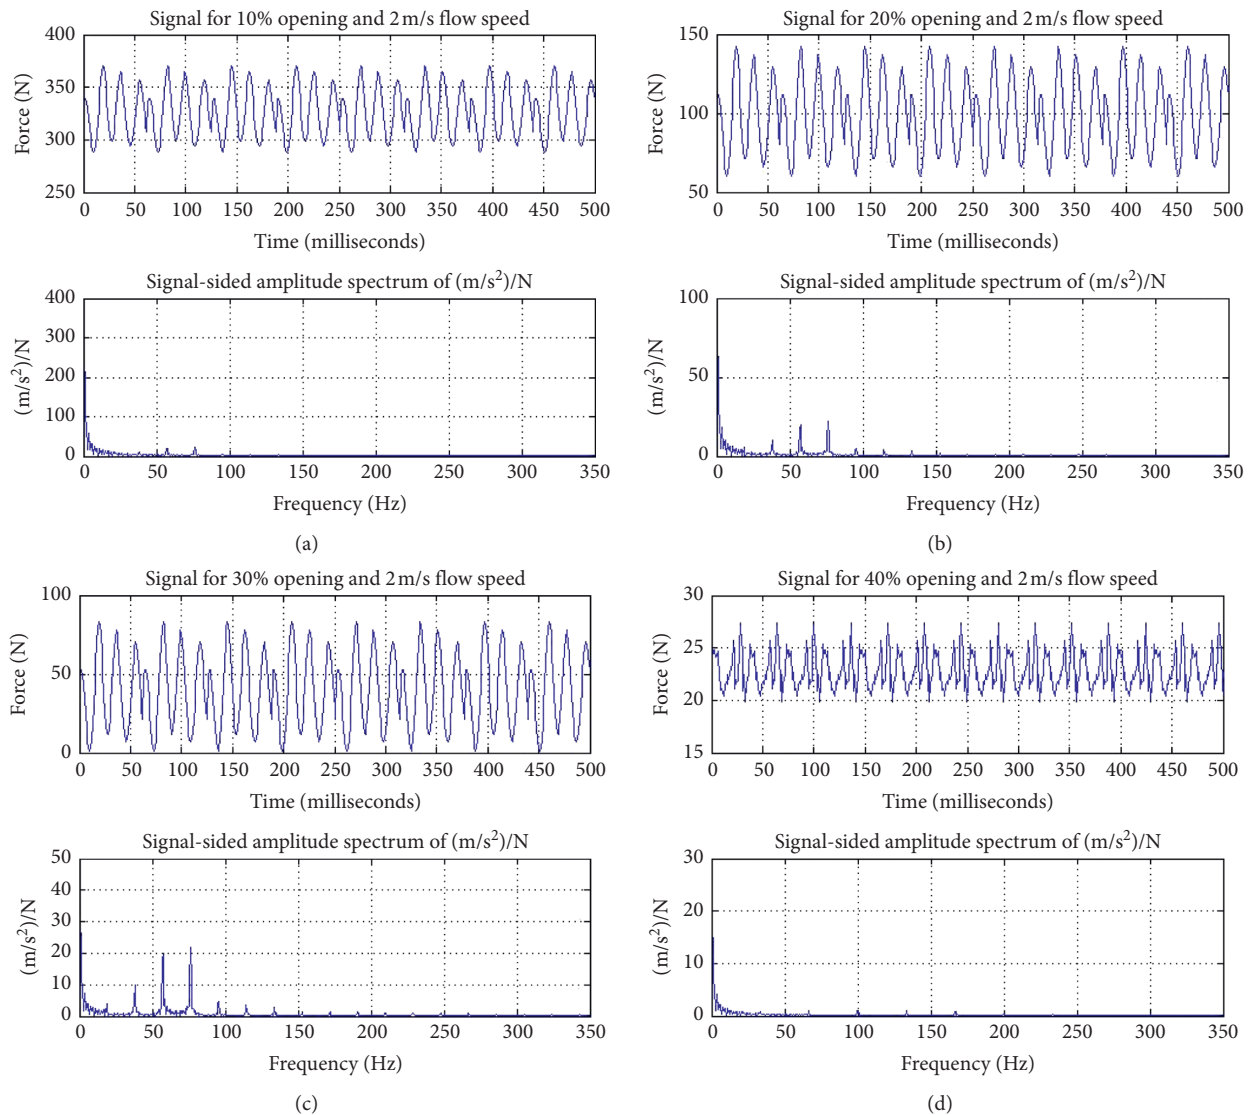 Signal for 10% opening and 2 m/s flow speed
400
350
300
250
Force (N)
0 50 100 150 200 250 300 350 400 450 500
Time (milliseconds)
Signal-sided amplitude spectrum of (m/s²)/N
400
300
200
100
0
(m/s²)/N
50 100 150 200 250 300 350
Frequency (Hz)
(a)
Signal for 20% opening and 2 m/s flow speed
150
100
50
Force (N)
0 50 100 150 200 250 300 350 400 450 500
Time (milliseconds)
Signal-sided amplitude spectrum of (m/s²)/N
100
50
0
(m/s²)/N
0 50 100 150 200 250 300 350
Frequency (Hz)
(b)
Signal for 30% opening and 2 m/s flow speed
100
50
0
Force (N)
0 50 100 150 200 250 300 350 400 450 500
Time (milliseconds)
Signal-sided amplitude spectrum of (m/s²)/N
50
40
30
20
10
0
(m/s²)/N
0 50 100 150 200 250 300 350
Frequency (Hz)
(c)
Signal for 40% opening and 2 m/s flow speed
30
25
20
15
Force (N)
0 50 100 150 200 250 300 350 400 450 500
Time (milliseconds)
Signal-sided amplitude spectrum of (m/s²)/N
30
20
10
0
(m/s²)/N
0 50 100 150 200 250 300 350
Frequency (Hz)
(d)